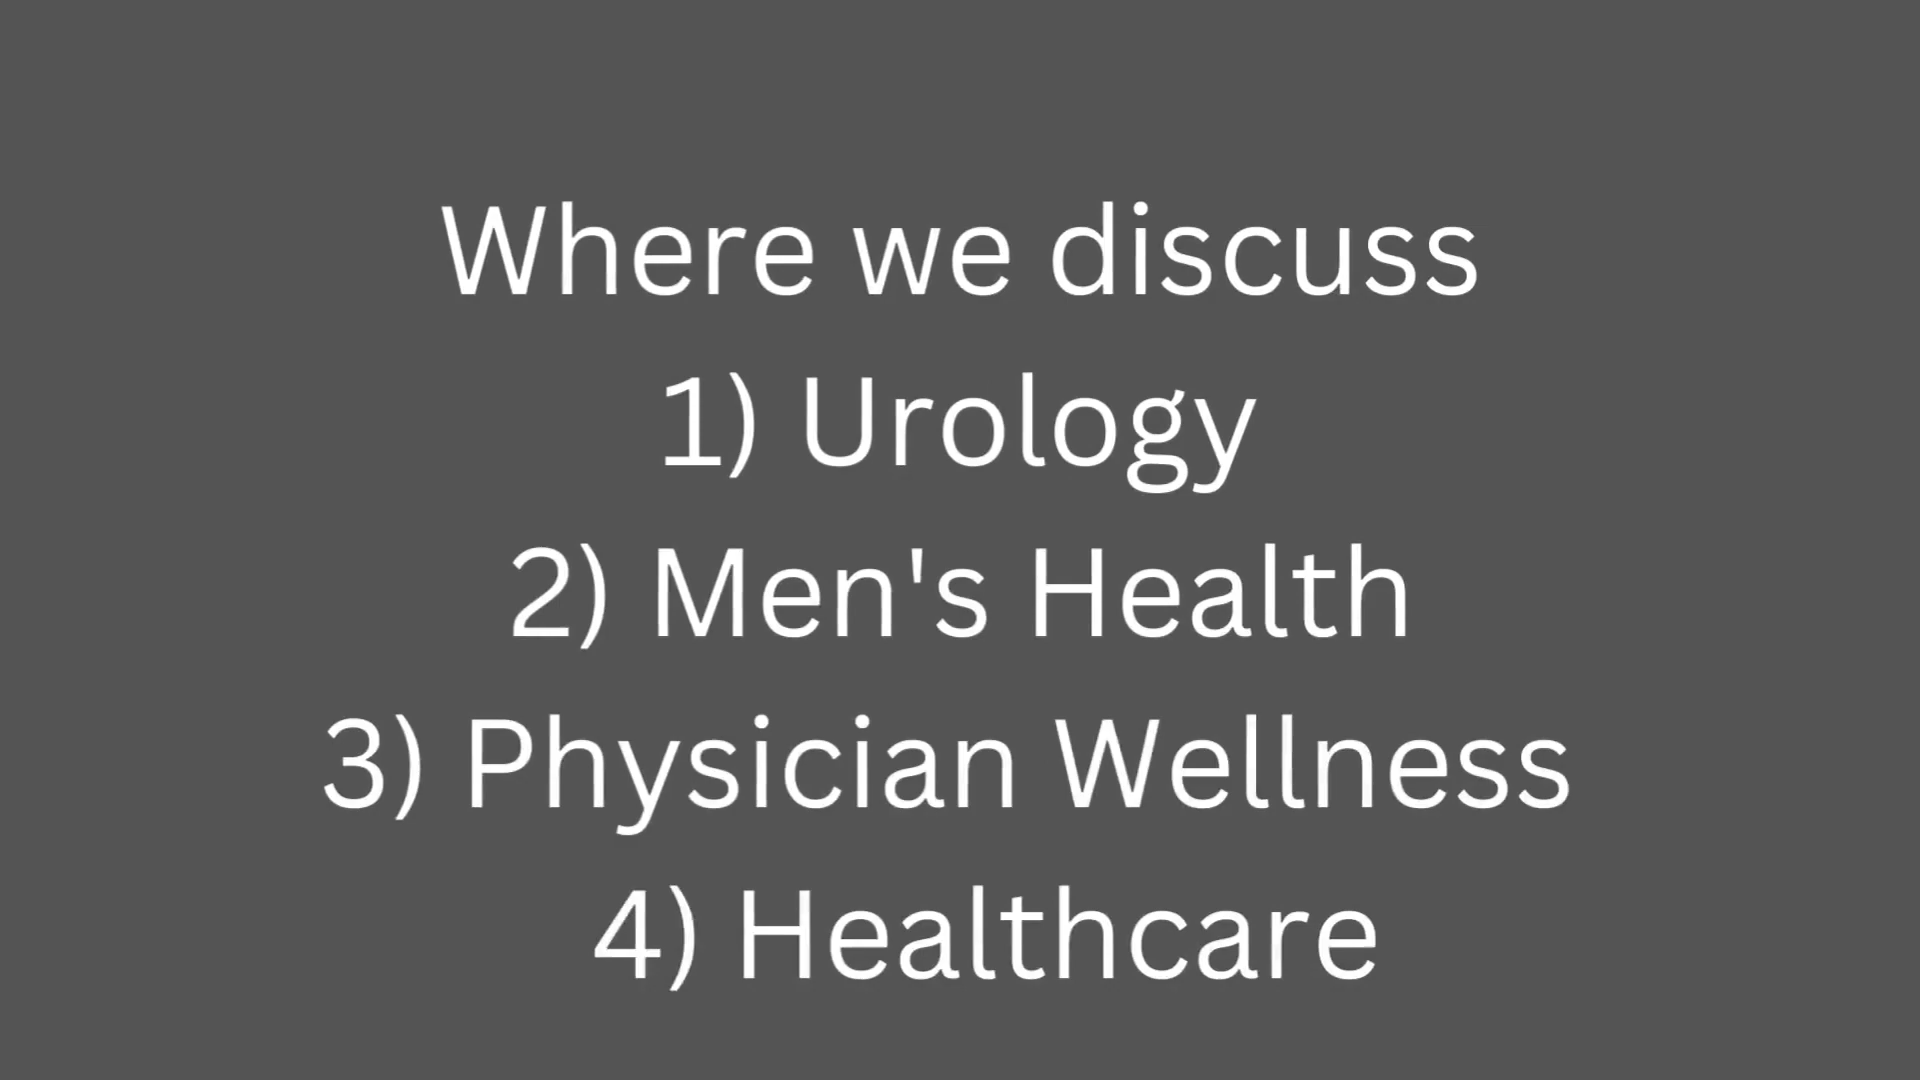 Where we discuss
1) Urology
2) Men's Health
3) Physician Wellness
4) Healthcare